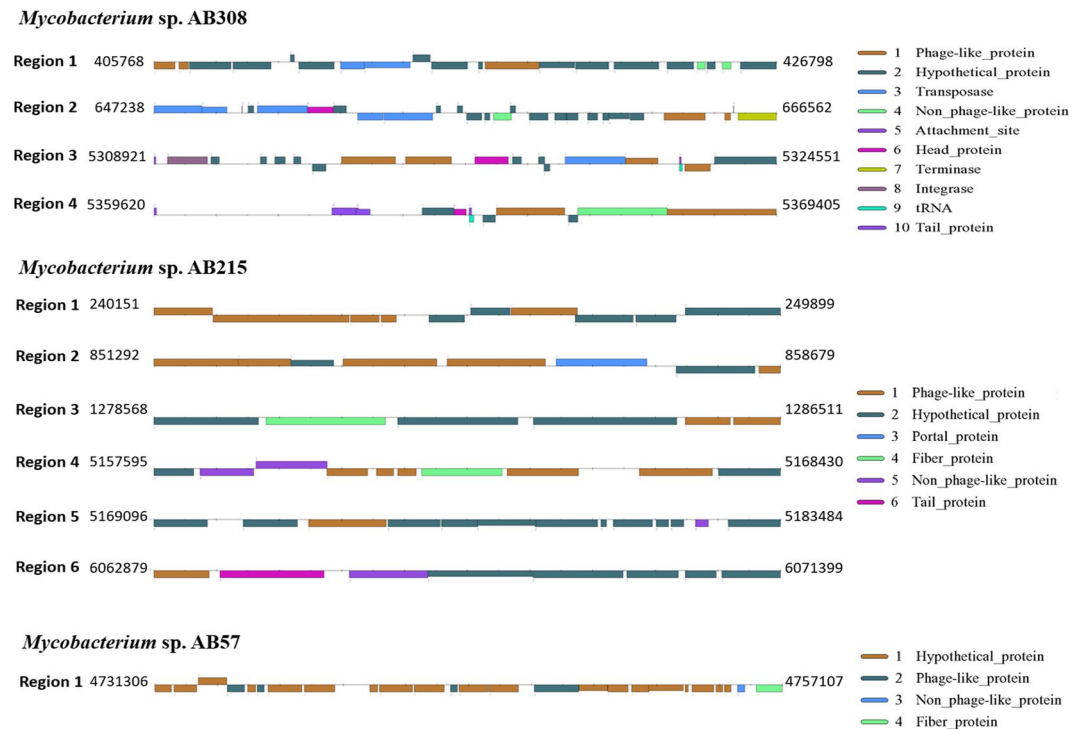 Mycobacterium sp. AB308
Region 1 405768 426798
Region 2 647238 666562
Region 3 5308921 5324551
Region 4 5359620 5369405
1 Phage-like_protein
2 Hypothetical_protein
3 Transposase
4 Non_phage-like_protein
5 Attachment_site
6 Head_protein
7 Terminase
8 Integrase
9 tRNA
10 Tail_protein
Mycobacterium sp. AB215
Region 1 240151 249899
Region 2 851292 858679
Region 3 1278568 1286511
Region 4 5157595 5168430
Region 5 5169096 5183484
Region 6 6062879 6071399
1 Phage-like_protein
2 Hypothetical_protein
3 Portal_protein
4 Fiber_protein
5 Non_phage-like_protein
6 Tail_protein
Mycobacterium sp. AB57
Region 1 4731306 4757107
1 Hypothetical_protein
2 Phage-like_protein
3 Non_phage-like_protein
4 Fiber_protein